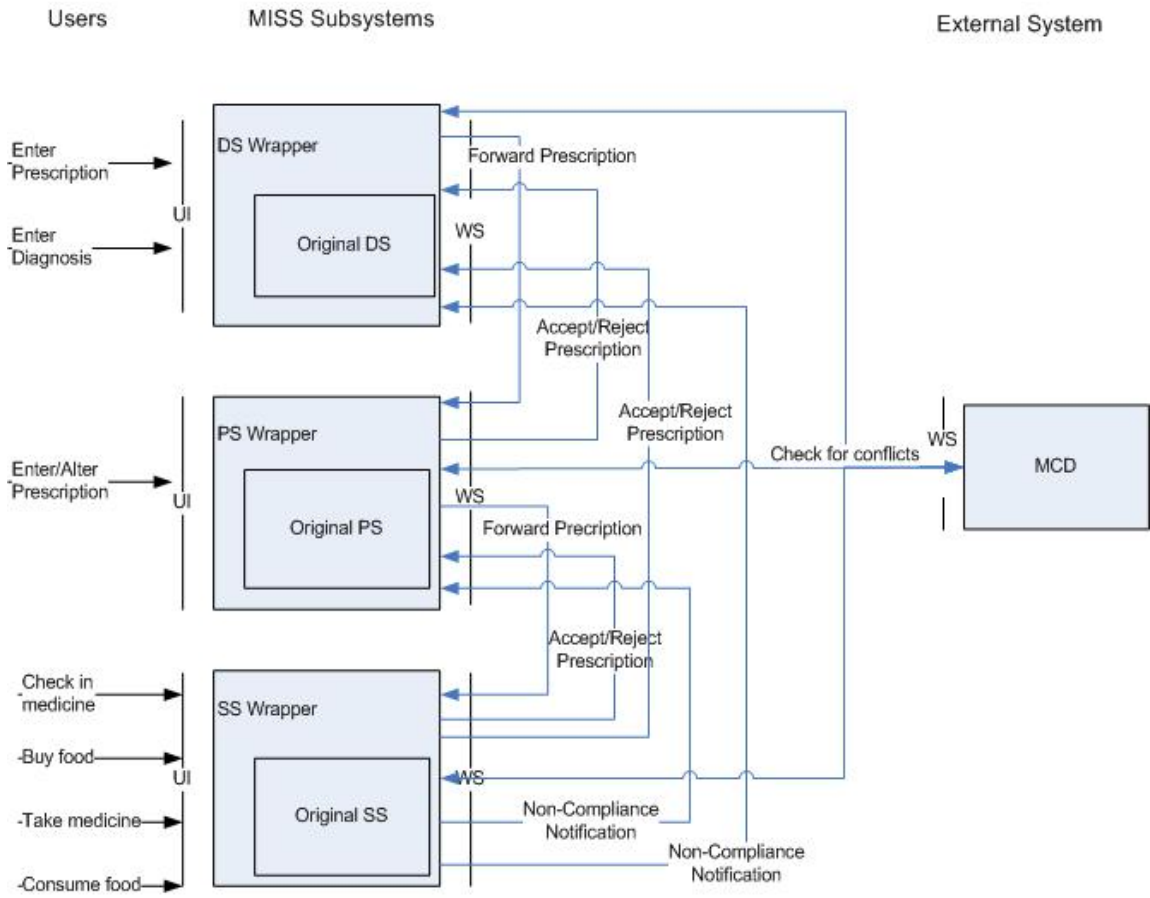 Users
MISS Subsystems
External System
Enter
Prescription
Enter
Diagnosis
UI
DS Wrapper
Original DS
WS
Forward Prescription
Accept/Reject
Prescription
Enter/Alter
Prescription
UI
PS Wrapper
Original PS
WS
Accept/Reject
Prescription
Check for conflicts
WS
MCD
Forward Precription
Accept/Reject
Prescription
Check in
medicine
Buy food
Take medicine
Consume food
UI
SS Wrapper
Original SS
WS
Non-Compliance
Notification
Non-Compliance
Notification